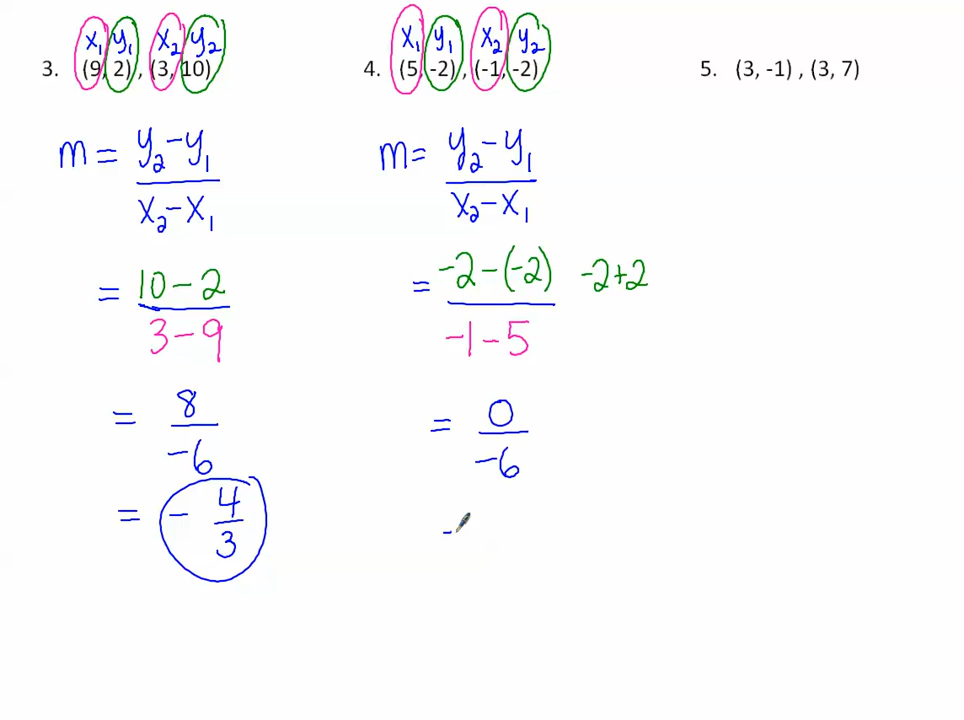 x₁ y₁ x₂ y₂
3. (9, 2) , (3, 10)
m = y₂ - y₁
x₂ - x₁
= 10 - 2
3 - 9
= 8
-6
= - 4
3
x₁ y₁ x₂ y₂
4. (5, -2) , (-1, -2)
m = y₂ - y₁
x₂ - x₁
= -2 - (-2) -2+2
-1 - 5
= 0
-6
-
5. (3, -1) , (3, 7)